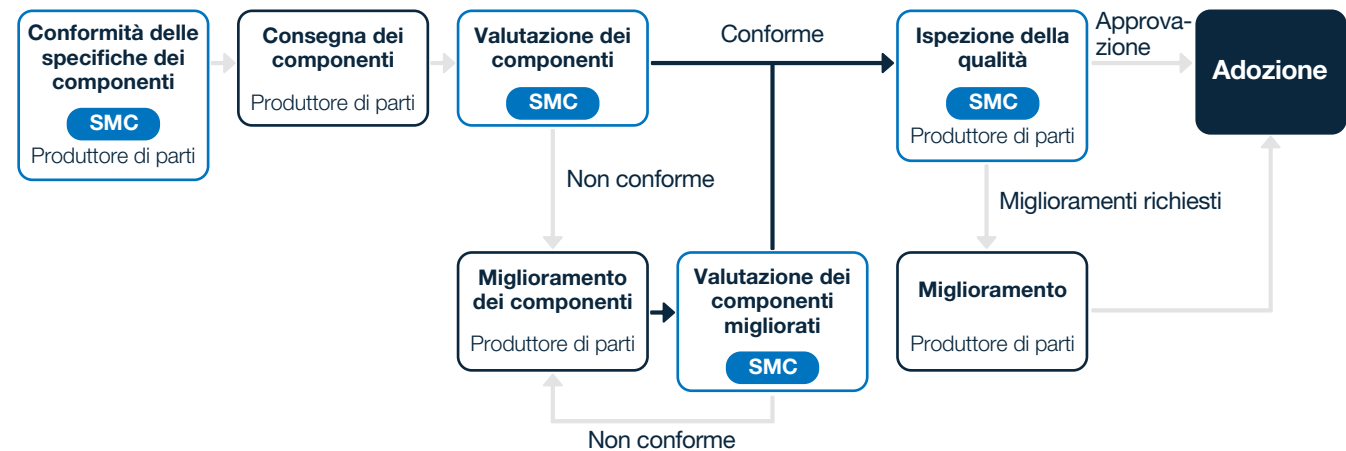 Conformità delle
specifiche dei
componenti
SMC
Produttore di parti
Consegna dei
componenti
Produttore di parti
Valutazione dei
componenti
SMC
Conforme
Ispezione della
qualità
SMC
Produttore di parti
Approva-
zione
Adozione
Non conforme
Miglioramenti richiesti
Miglioramento
dei componenti
Produttore di parti
Valutazione dei
componenti
migliorati
SMC
Miglioramento
Produttore di parti
Non conforme